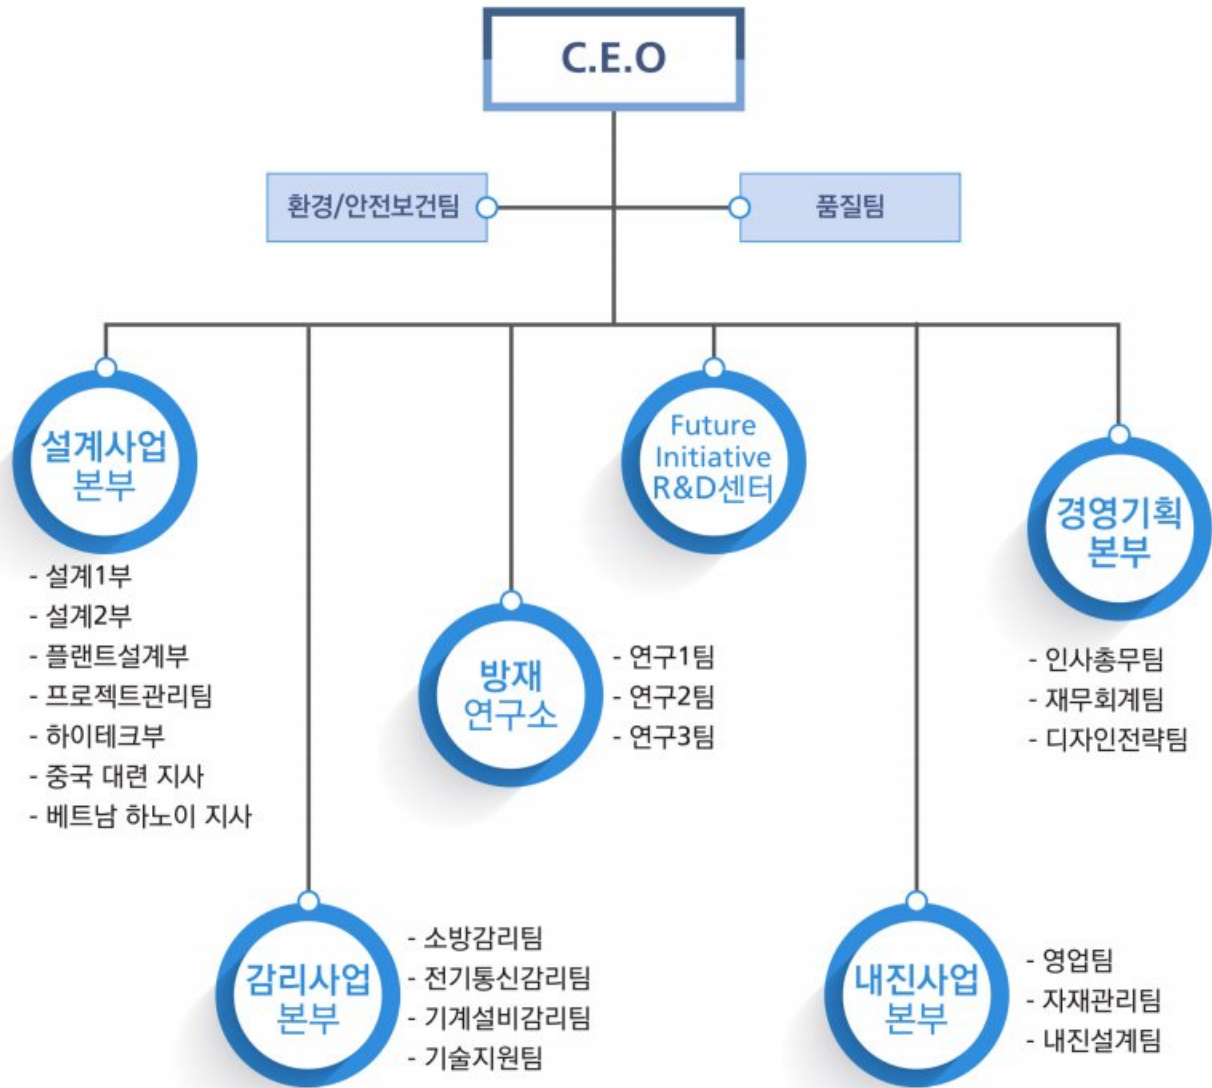 C.E.O
환경/안전보건팀
품질팀
설계사업
본부
- 설계1부
- 설계2부
- 플랜트설계부
- 프로젝트관리팀
- 하이테크부
- 중국 대련 지사
- 베트남 하노이 지사
감리사업
본부
- 소방감리팀
- 전기통신감리팀
- 기계설비감리팀
- 기술지원팀
방재
연구소
- 연구1팀
- 연구2팀
- 연구3팀
Future
Initiative
R&D센터
내진사업
본부
- 영업팀
- 자재관리팀
- 내진설계팀
경영기획
본부
- 인사총무팀
- 재무회계팀
- 디자인전략팀